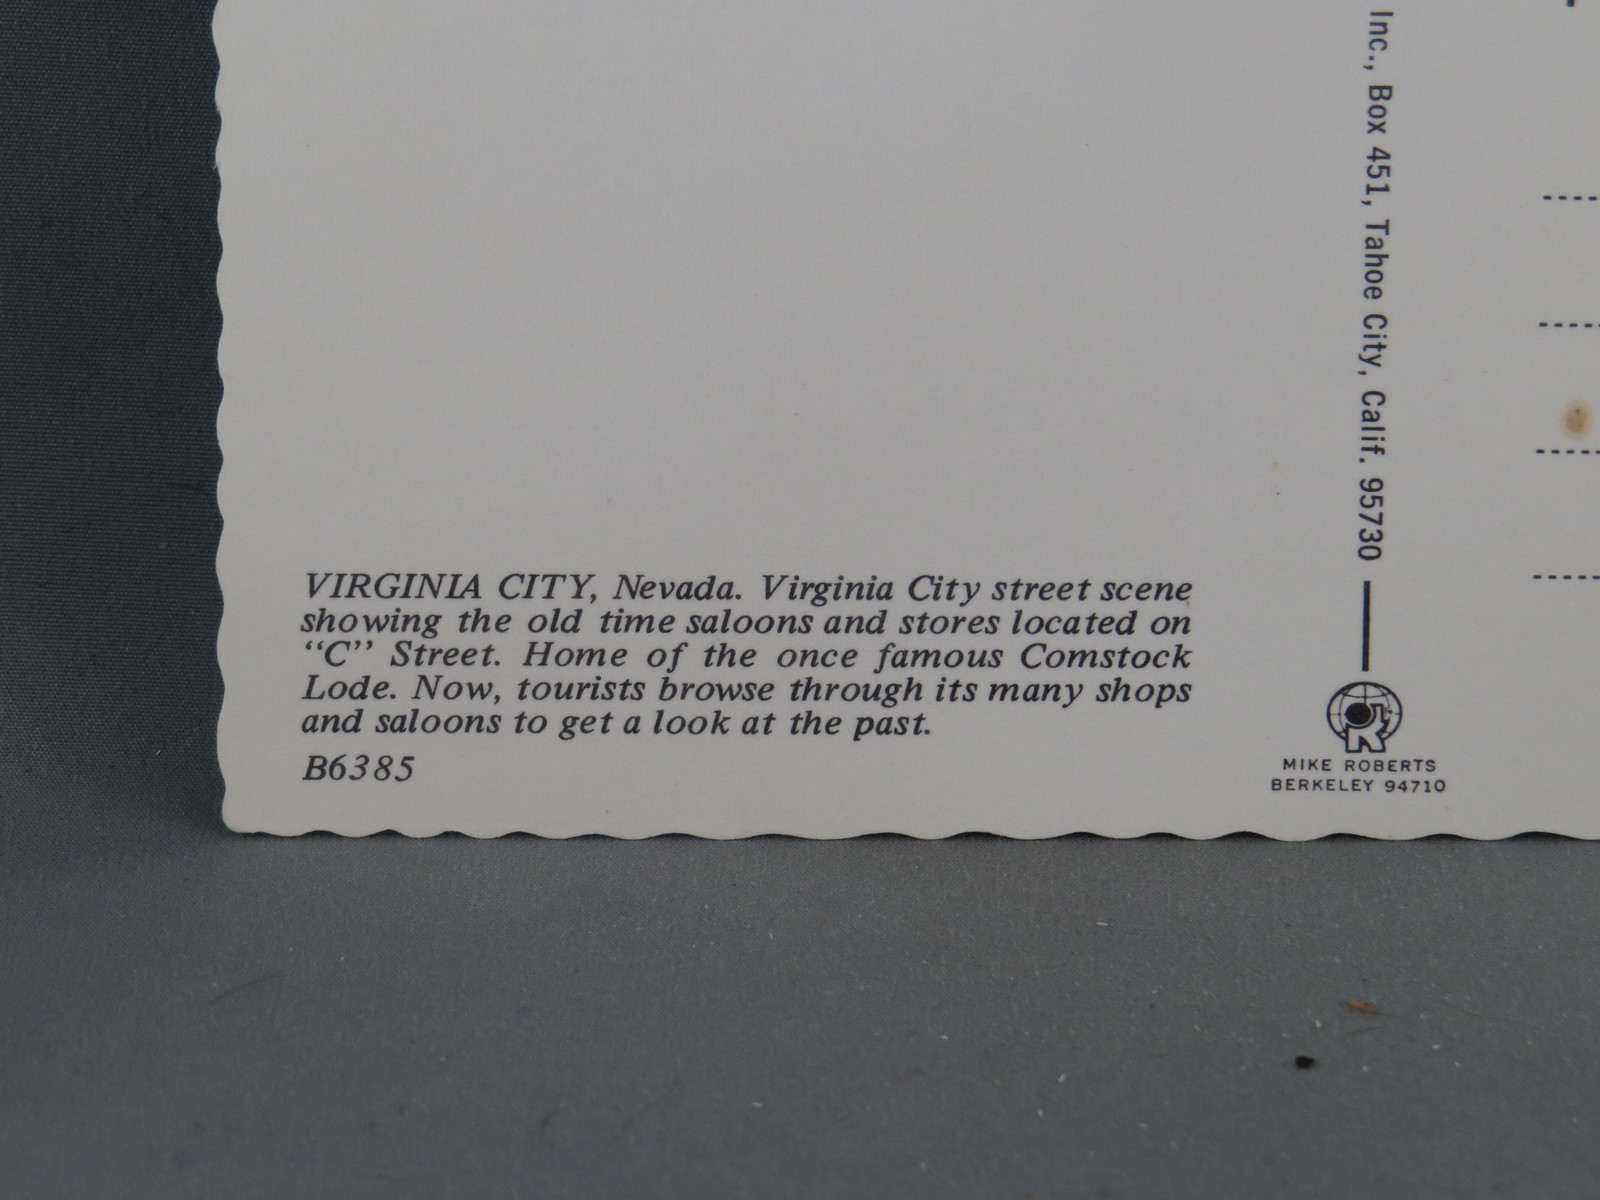 VIRGINIA CITY, Nevada. Virginia City street scene
showing the old time saloons and stores located on
“C” Street. Home of the once famous Comstock
Lode. Now, tourists browse through its many shops
and saloons to get a look at the past.
B6385
Inc., Box 451, Tahoe City, Calif. 95730
MIKE ROBERTS
BERKELEY 94710